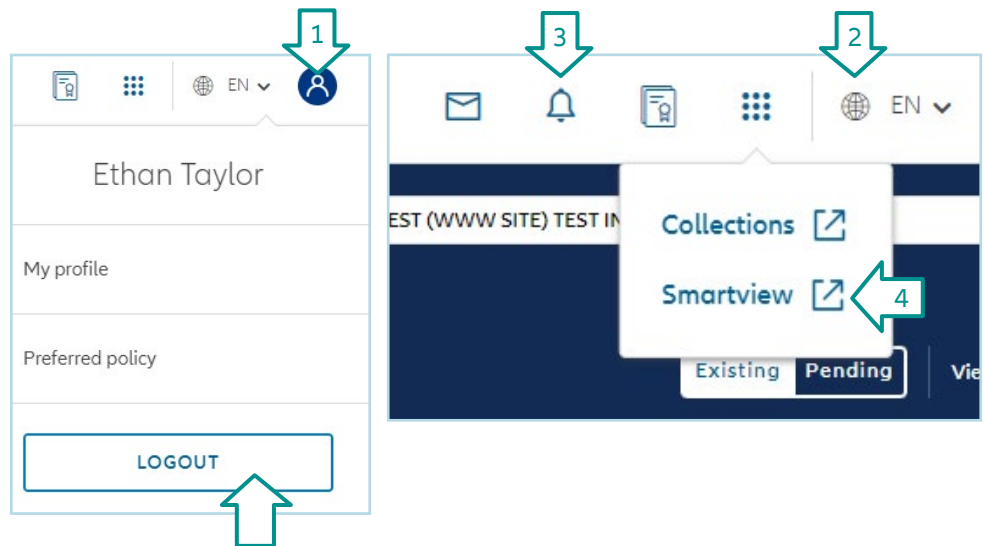 1
EN
Ethan Taylor
My profile
Preferred policy
LOGOUT
3
2
EN
EST (WWW SITE) TEST IN
Collections
Smartview
4
Existing
Pending
Vie